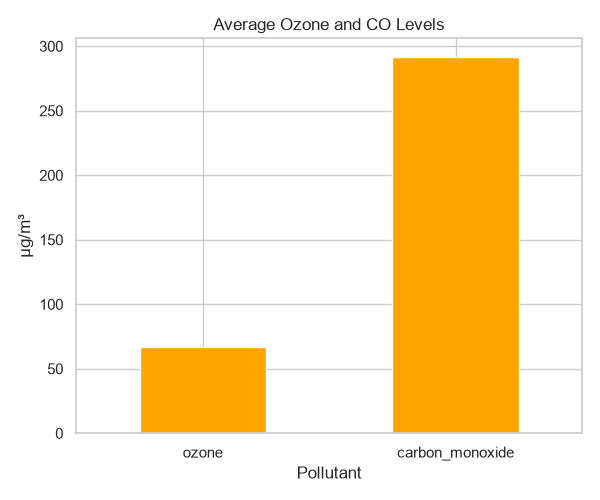 Average Ozone and CO Levels
300
250
200
150
100
50
0
µg/m³
ozone
carbon_monoxide
Pollutant